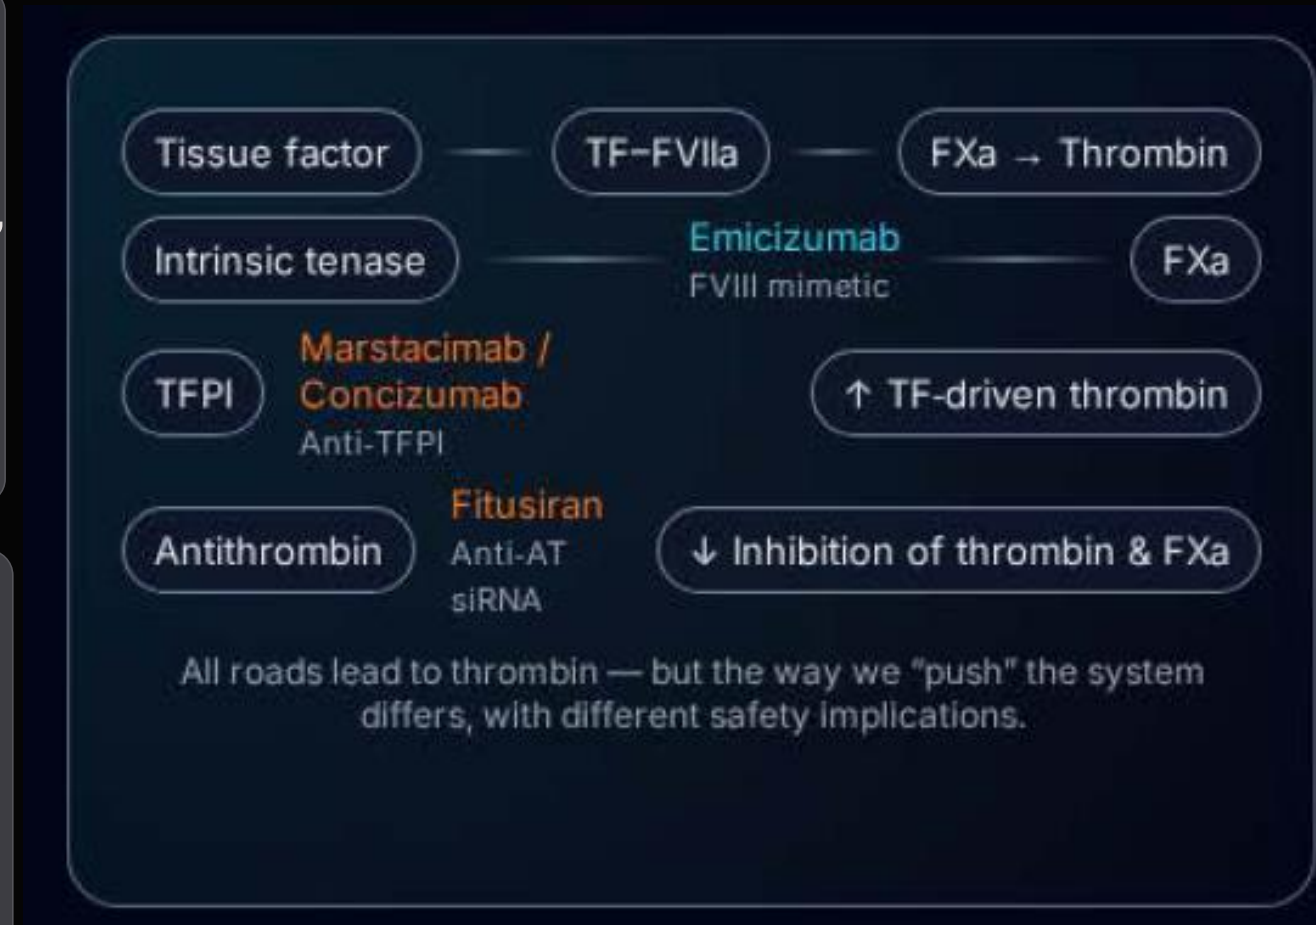 Tissue factor
TF–FVIIa
FXa → Thrombin
Intrinsic tenase
Emicizumab
FVIII mimetic
FXa
TFPI
Marstacimab /
Concizumab
Anti-TFPI
↑ TF-driven thrombin
Antithrombin
Fitusiran
Anti-AT
siRNA
↓ Inhibition of thrombin & FXa
All roads lead to thrombin — but the way we “push” the system
differs, with different safety implications.